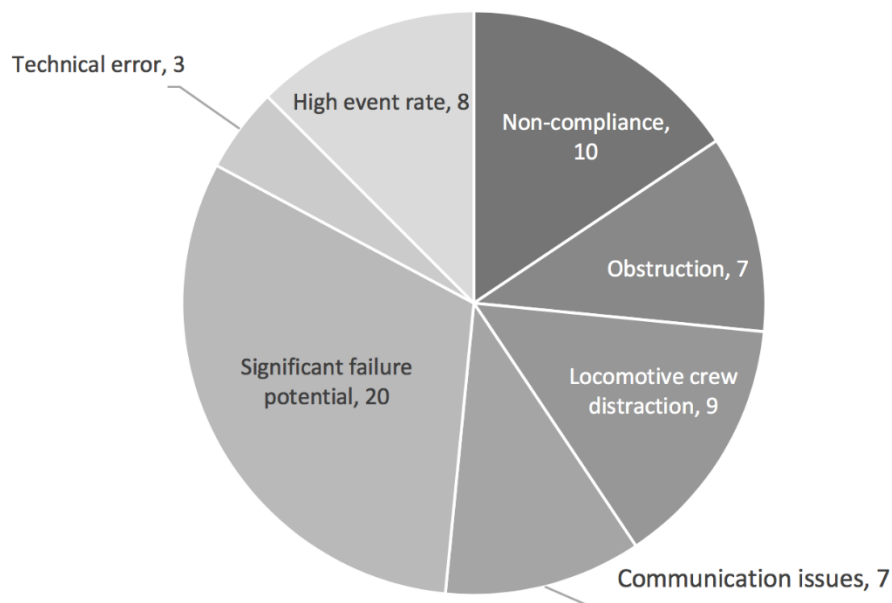 Technical error, 3
High event rate, 8
Non-compliance,
10
Obstruction, 7
Significant failure
potential, 20
Locomotive crew
distraction, 9
Communication issues, 7